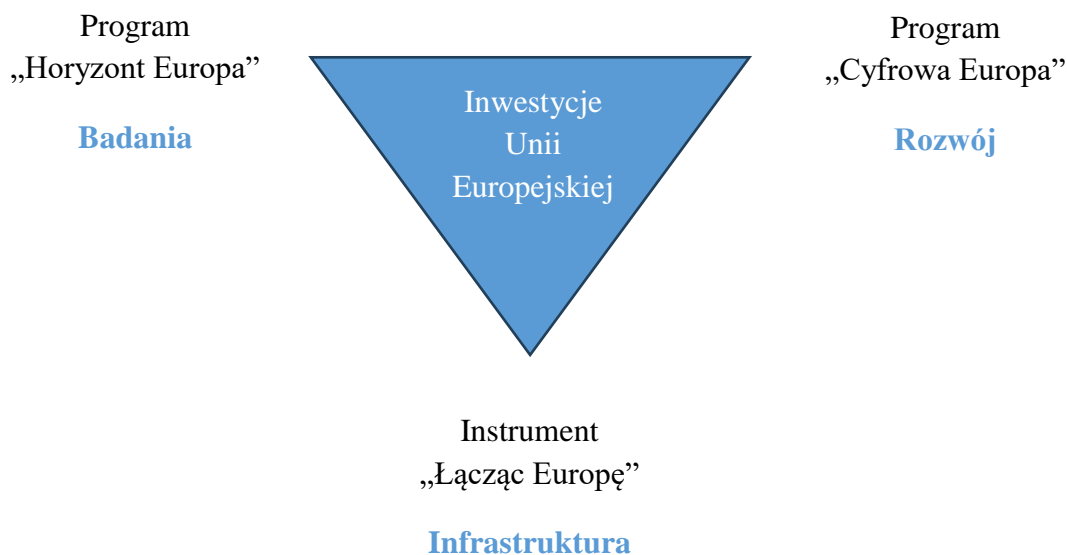 Program
„Horyzont Europa”
Badania
Program
„Cyfrowa Europa”
Rozwój
Inwestycje
Unii
Europejskiej
Instrument
„Łącząc Europę”
Infrastruktura